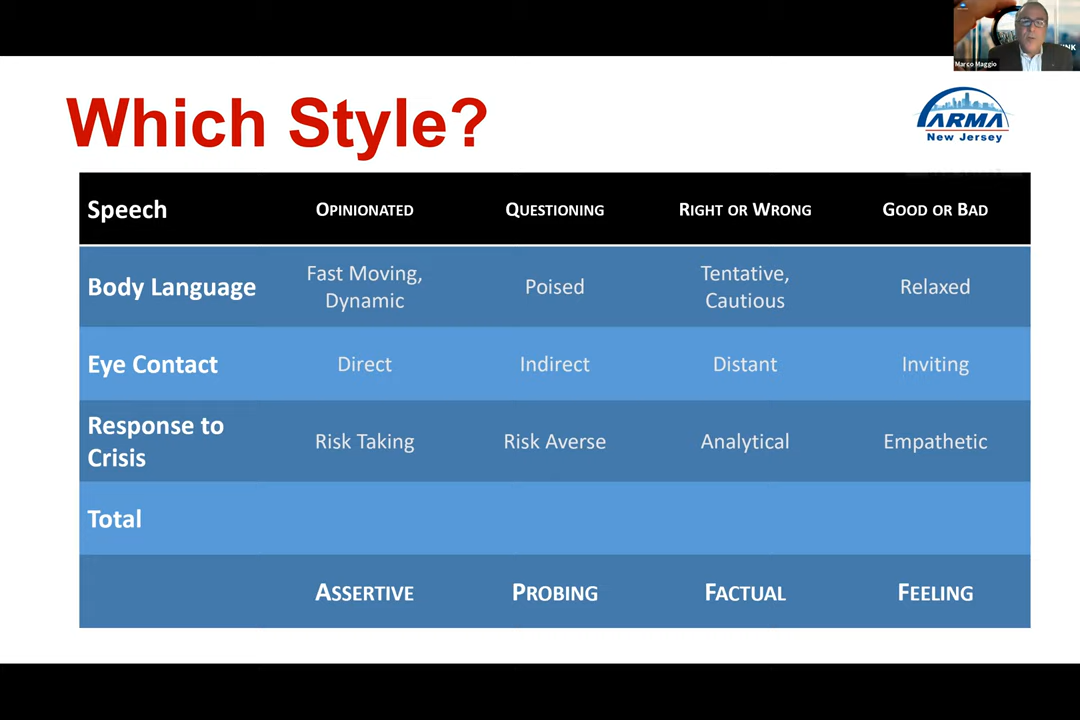 Marco Maggio
Which Style?
ARMA
New Jersey
Speech OPINIONATED QUESTIONING RIGHT OR WRONG GOOD OR BAD
Body Language Fast Moving, Dynamic Poised Tentative, Cautious Relaxed
Eye Contact Direct Indirect Distant Inviting
Response to Crisis Risk Taking Risk Averse Analytical Empathetic
Total
ASSERTIVE PROBING FACTUAL FEELING